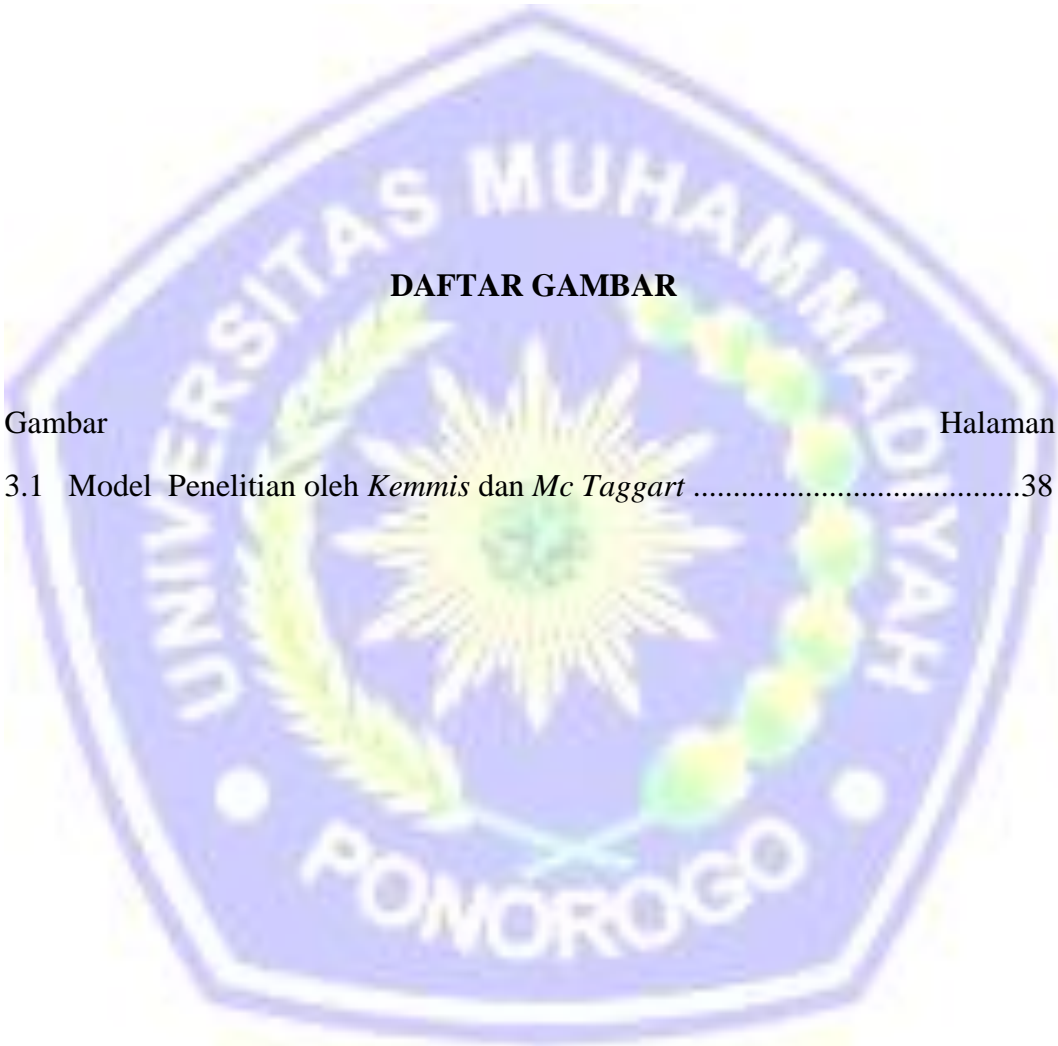 UNIVERSITAS MUHAMMADIYAH
DAFTAR GAMBAR
Gambar Halaman
3.1 Model Penelitian oleh Kemmis dan Mc Taggart .........................................38
PONOROGO